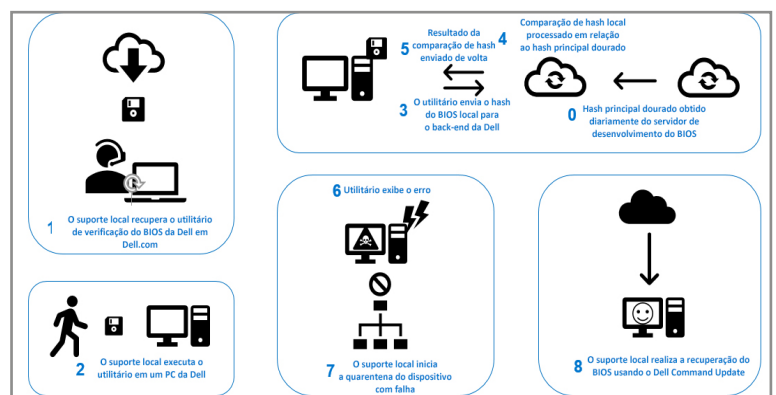 1 O suporte local recupera o utilitário
de verificação do BIOS da Dell em
Dell.com
2 O suporte local executa o
utilitário em um PC da Dell
5 Resultado da
comparação de hash
enviado de volta
4 Comparação de hash local
processado em relação
ao hash principal dourado
3 O utilitário envia o hash
do BIOS local para
o back-end da Dell
0 Hash principal dourado obtido
diariamente do servidor de
desenvolvimento do BIOS
6 Utilitário exibe o erro
7 O suporte local inicia
a quarentena do dispositivo
com falha
8 O suporte local realiza a recuperação do
BIOS usando o Dell Command Update